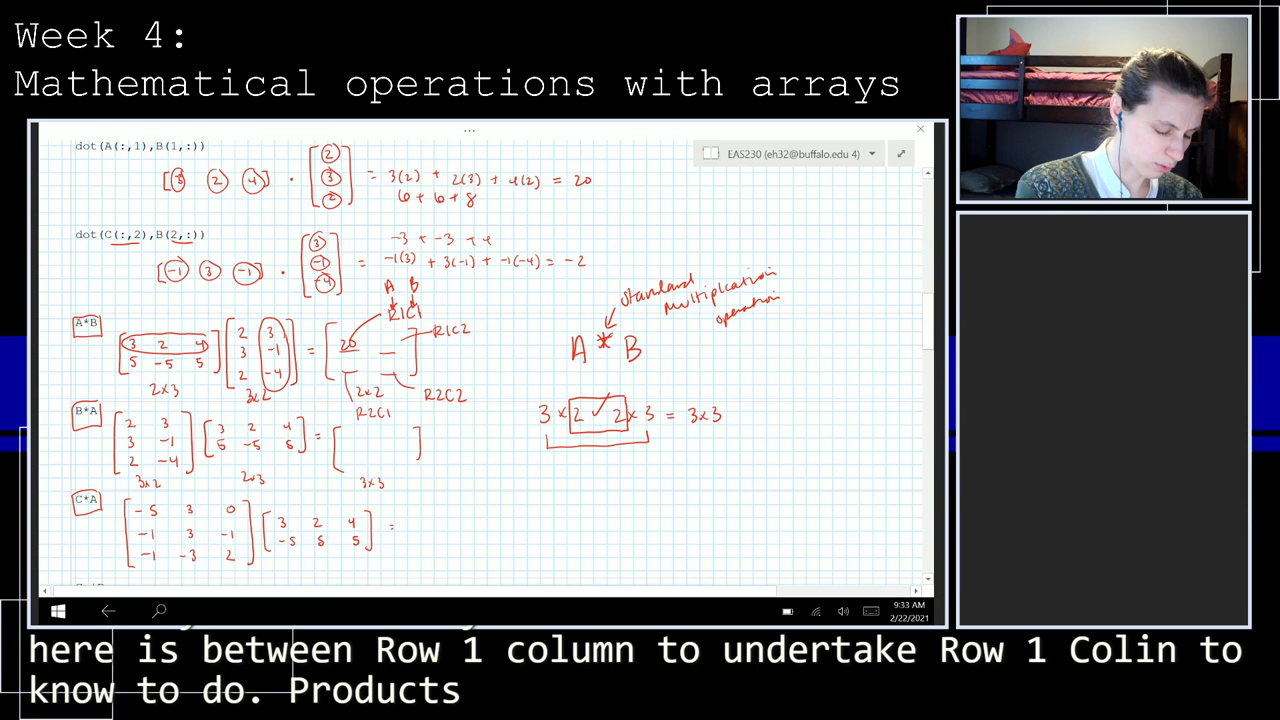 Week 4:
Mathematical operations with arrays
dot(A(:,1),B(1,:))
[3 2 4] · [2 3 2] = 3(2) + 2(3) + 4(2) = 20
6 + 6 + 8
EAS230 (eh32@buffalo.edu 4)
dot(C(:,2),B(2,:))
-3 + -3 + 4
[-1 3 -1] · [3 -1 -4] = -1(3) + 3(-1) + -1(-4) = -2
A B
R1C1
standard
multiplication
operation
A*B
3 2 4
5 -5 5
2x3
2 3
3 -1
2 -4
3x2
=
20
R1C2
2x2
R2C1
R2C2
A * B
3 x 2 ✓ 2 x 3 = 3x3
B*A
2 3
3 -1
2 -4
3x2
3 2 4
5 -5 5
2x3
=
3x3
C*A
-5 3 0
-1 3 -1
-1 -3 2
3 2 4
-5 5 5
=
9:33 AM
2/22/2021
here is between Row 1 column to undertake Row 1 Colin to
know to do. Products